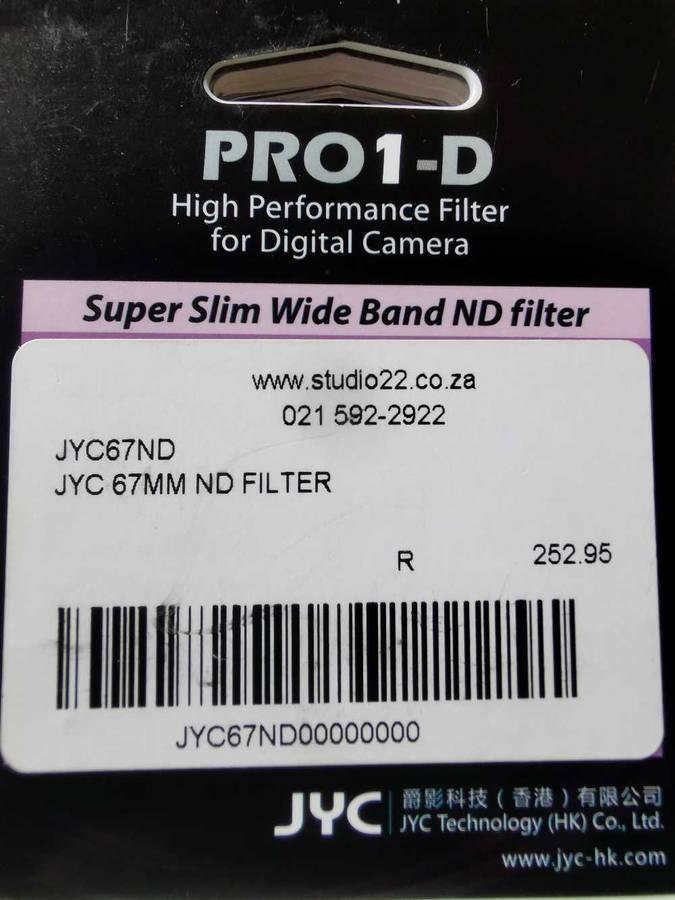 PRO1-D
High Performance Filter
for Digital Camera
Super Slim Wide Band ND filter
www.studio22.co.za
021 592-2922
JYC67ND
JYC 67MM ND FILTER
R 252.95
JYC67ND00000000
JYC 爵影科技（香港）有限公司
JYC Technology (HK) Co., Ltd.
www.jyc-hk.com